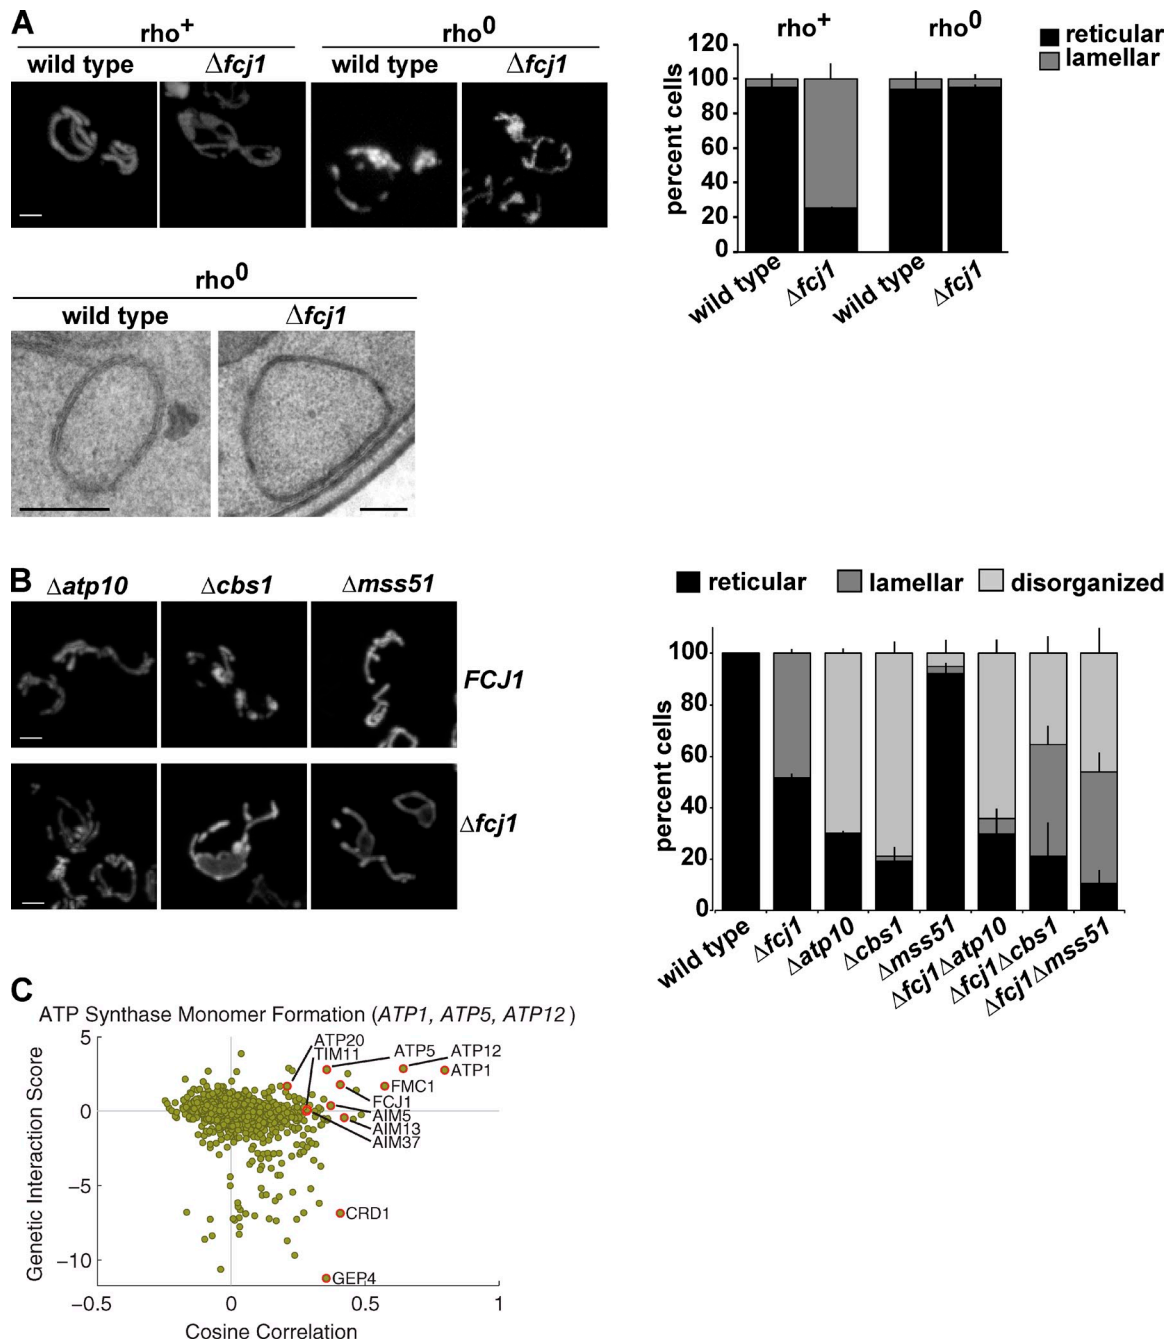 A
rho+
rho0
wild type
Δfcj1
wild type
Δfcj1
rho0
wild type
Δfcj1
rho+
rho0
reticular
lamellar
percent cells
120
100
80
60
40
20
0
wild type
Δfcj1
wild type
Δfcj1
B
Δatp10
Δcbs1
Δmss51
FCJ1
Δfcj1
reticular
lamellar
disorganized
percent cells
100
80
60
40
20
0
wild type
Δfcj1
Δatp10
Δcbs1
Δmss51
Δfcj1Δatp10
Δfcj1Δcbs1
Δfcj1Δmss51
C
ATP Synthase Monomer Formation (ATP1, ATP5, ATP12)
Genetic Interaction Score
5
0
−5
−10
ATP20
TIM11
ATP5
ATP12
ATP1
FMC1
FCJ1
AIM5
AIM13
AIM37
CRD1
GEP4
−0.5
0
0.5
1
Cosine Correlation